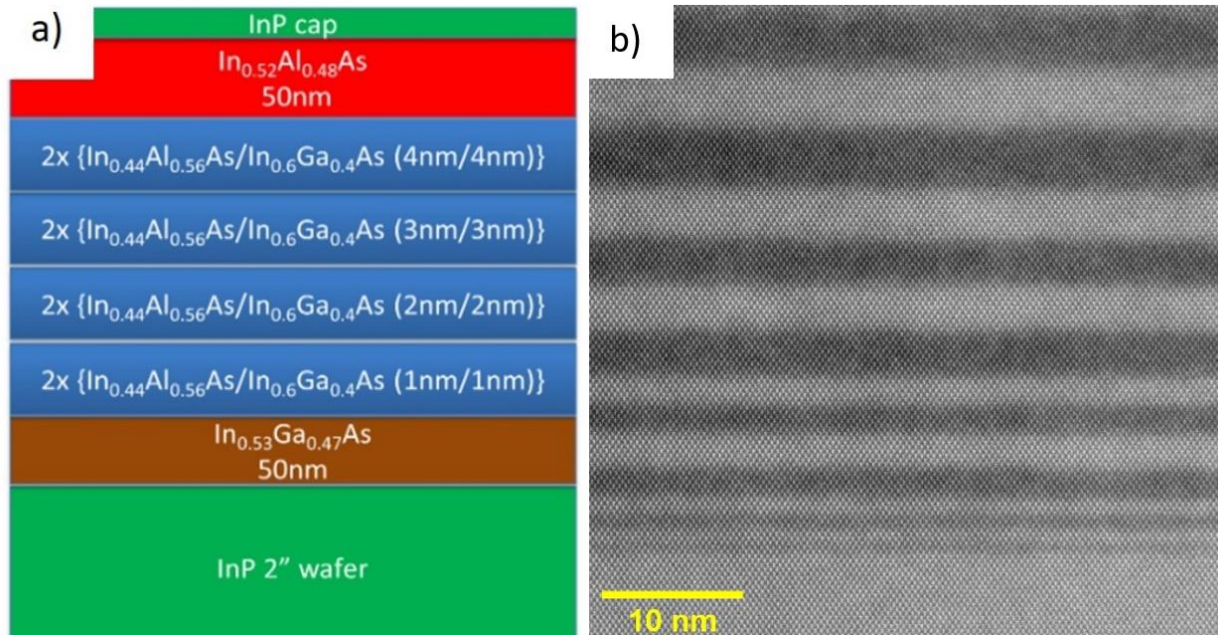 a)
InP cap
In₀.₅₂Al₀.₄₈As
50nm
2x {In₀.₄₄Al₀.₅₆As/In₀.₆Ga₀.₄As (4nm/4nm)}
2x {In₀.₄₄Al₀.₅₆As/In₀.₆Ga₀.₄As (3nm/3nm)}
2x {In₀.₄₄Al₀.₅₆As/In₀.₆Ga₀.₄As (2nm/2nm)}
2x {In₀.₄₄Al₀.₅₆As/In₀.₆Ga₀.₄As (1nm/1nm)}
In₀.₅₃Ga₀.₄₇As
50nm
InP 2” wafer
b)
10 nm